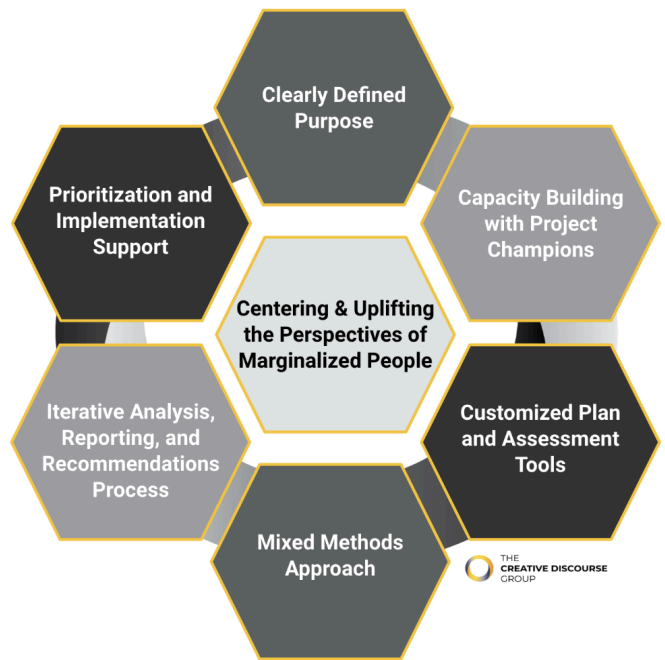 Clearly Defined
Purpose
Capacity Building
with Project
Champions
Customized Plan
and Assessment
Tools
Mixed Methods
Approach
Iterative Analysis,
Reporting, and
Recommendations
Process
Prioritization and
Implementation
Support
Centering & Uplifting
the Perspectives of
Marginalized People
THE
CREATIVE DISCOURSE
GROUP